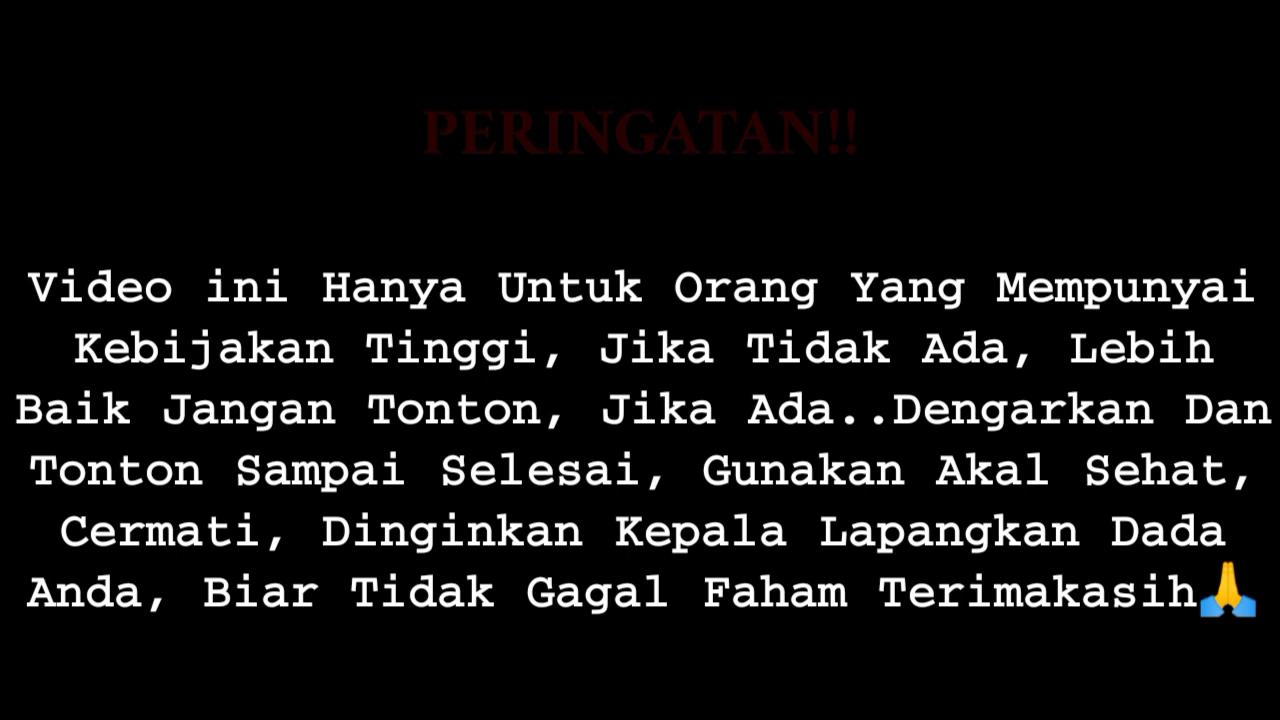 PERINGATAN!!
Video ini Hanya Untuk Orang Yang Mempunyai
Kebijakan Tinggi, Jika Tidak Ada, Lebih
Baik Jangan Tonton, Jika Ada..Dengarkan Dan
Tonton Sampai Selesai, Gunakan Akal Sehat,
Cermati, Dinginkan Kepala Lapangkan Dada
Anda, Biar Tidak Gagal Faham Terimakasih🙏